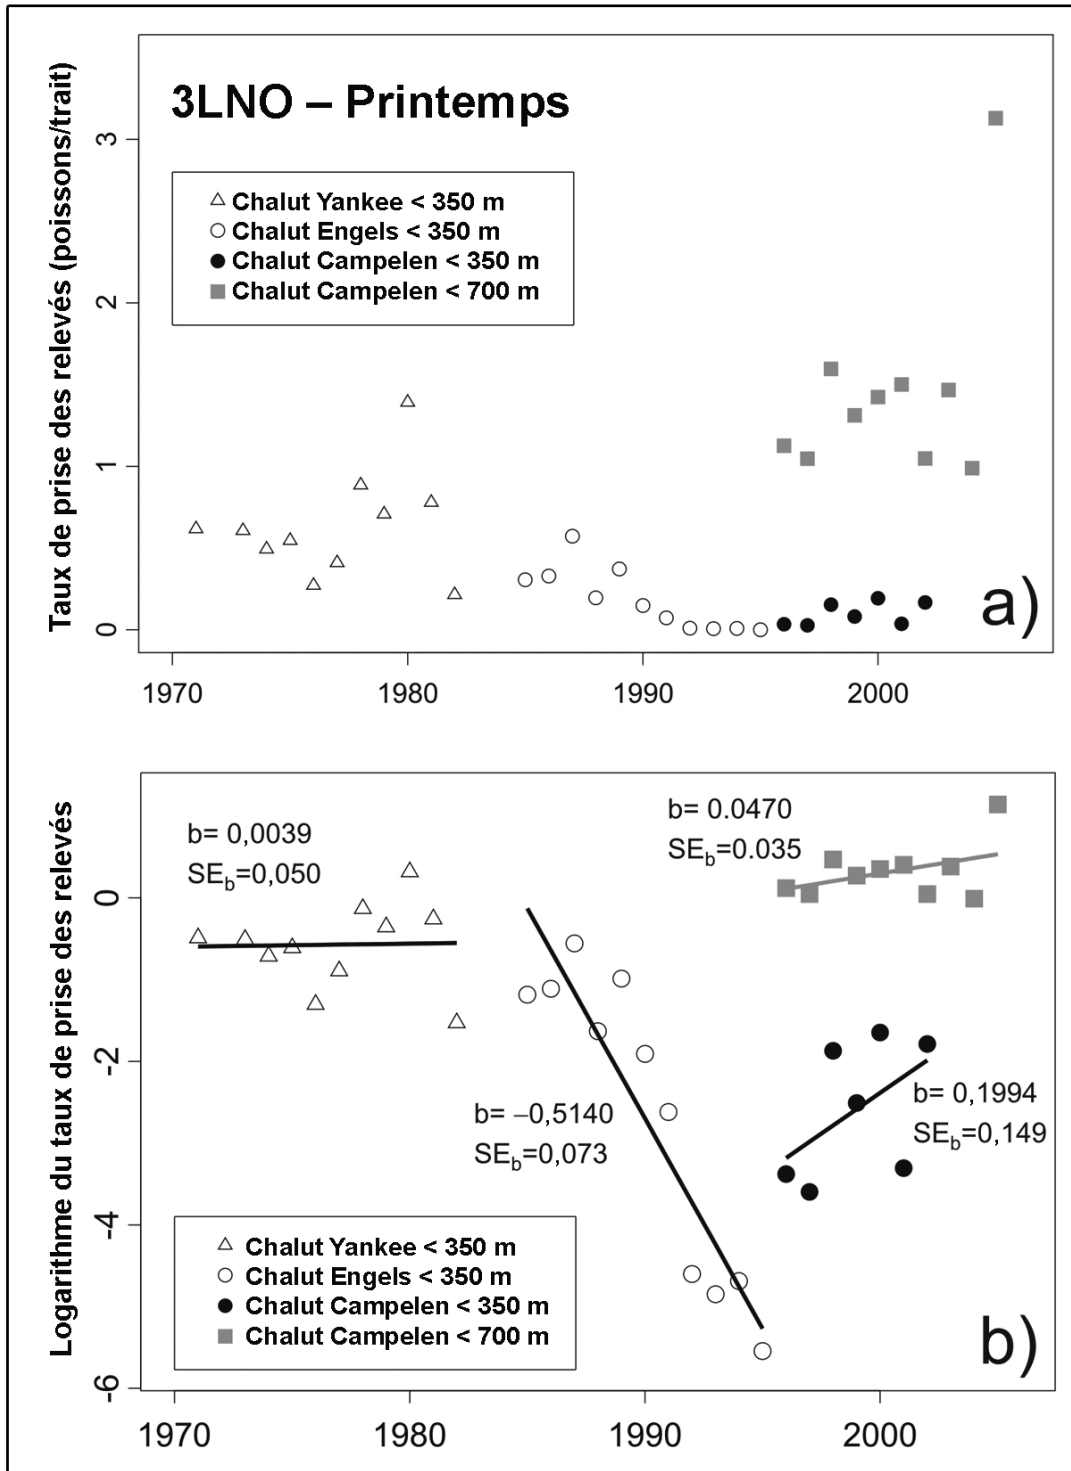 3LNO – Printemps
Taux de prise des relevés (poissons/trait)
Chalut Yankee < 350 m
Chalut Engels < 350 m
Chalut Campelen < 350 m
Chalut Campelen < 700 m
3
2
1
0
a)
1970 1980 1990 2000
Logarithme du taux de prise des relevés
b= 0,0039
SEb=0,050
b= 0.0470
SEb=0.035
b= –0,5140
SEb=0,073
b= 0,1994
SEb=0,149
0
-2
-4
-6
Chalut Yankee < 350 m
Chalut Engels < 350 m
Chalut Campelen < 350 m
Chalut Campelen < 700 m
b)
1970 1980 1990 2000